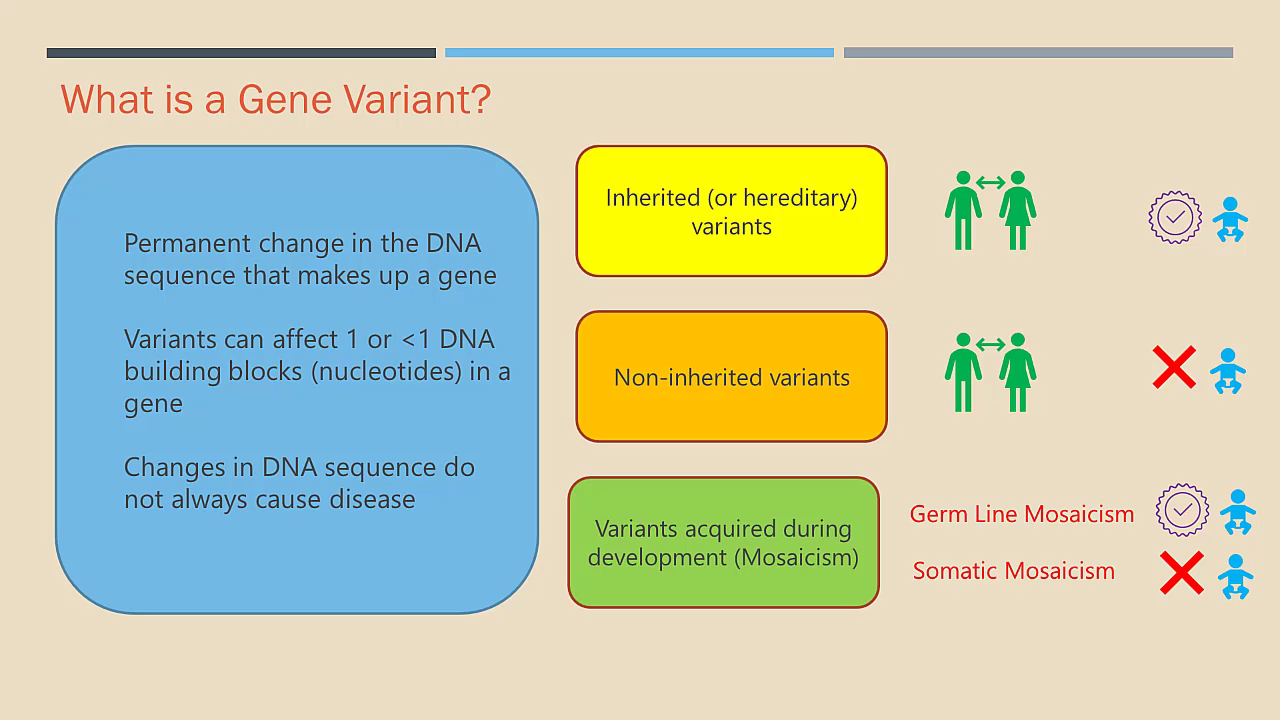 What is a Gene Variant?
Permanent change in the DNA
sequence that makes up a gene
Variants can affect 1 or <1 DNA
building blocks (nucleotides) in a
gene
Changes in DNA sequence do
not always cause disease
Inherited (or hereditary)
variants
Non-inherited variants
Variants acquired during
development (Mosaicism)
Germ Line Mosaicism
Somatic Mosaicism